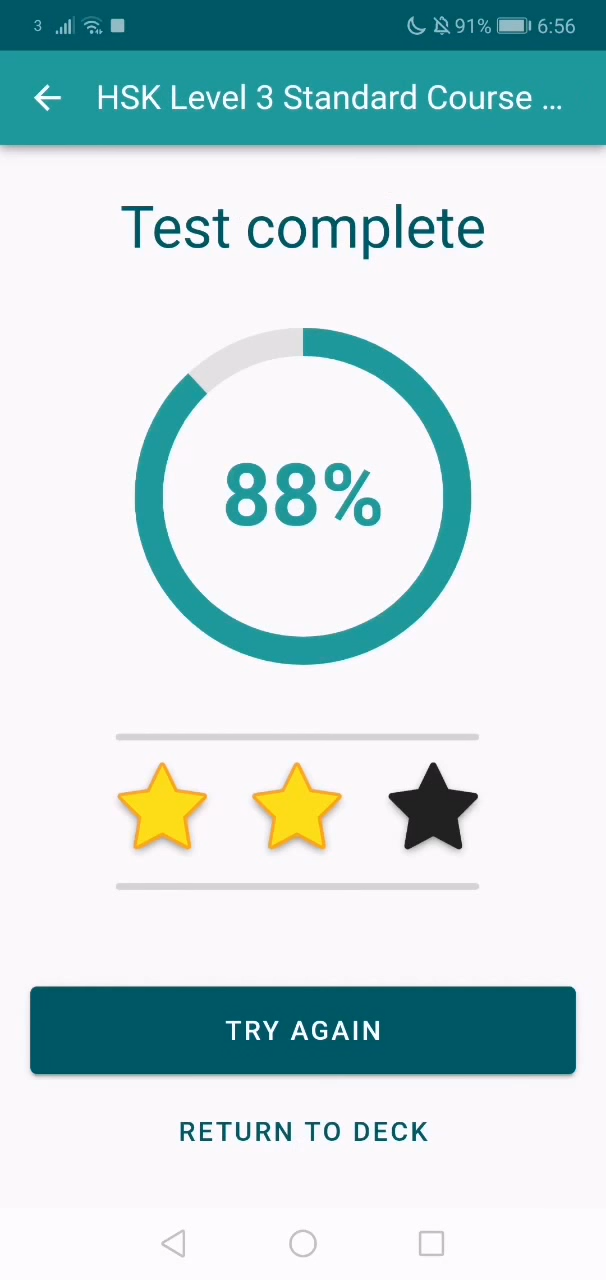 3
91%
6:56
HSK Level 3 Standard Course ...
Test complete
88%
TRY AGAIN
RETURN TO DECK